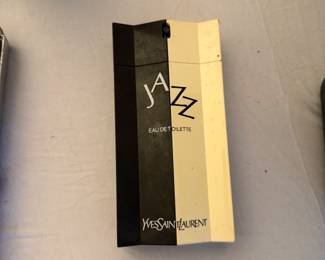 JAZZ
EAU DE TOILETTE
YVES SAINT LAURENT